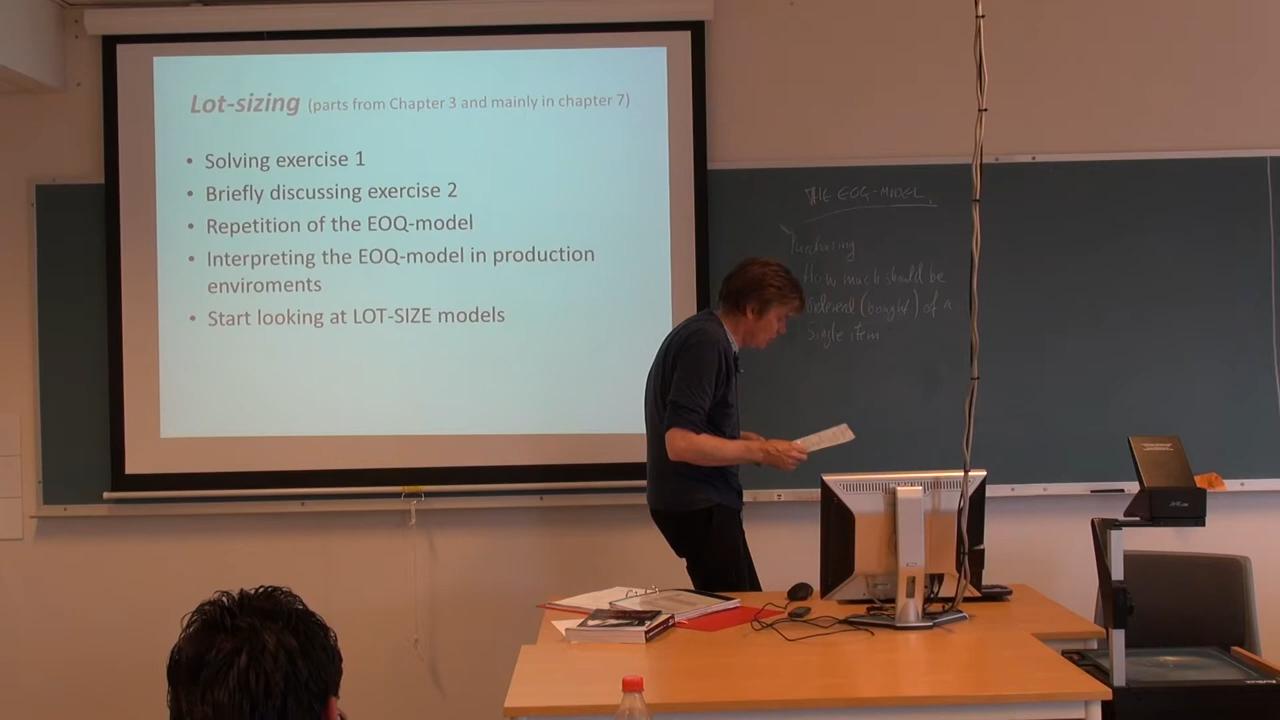 Lot-sizing (parts from Chapter 3 and mainly in chapter 7)
• Solving exercise 1
• Briefly discussing exercise 2
• Repetition of the EOQ-model
• Interpreting the EOQ-model in production
enviroments
• Start looking at LOT-SIZE models
THE EOQ-MODEL.
Purchasing
How much should be
ordered (bought) of a
single item